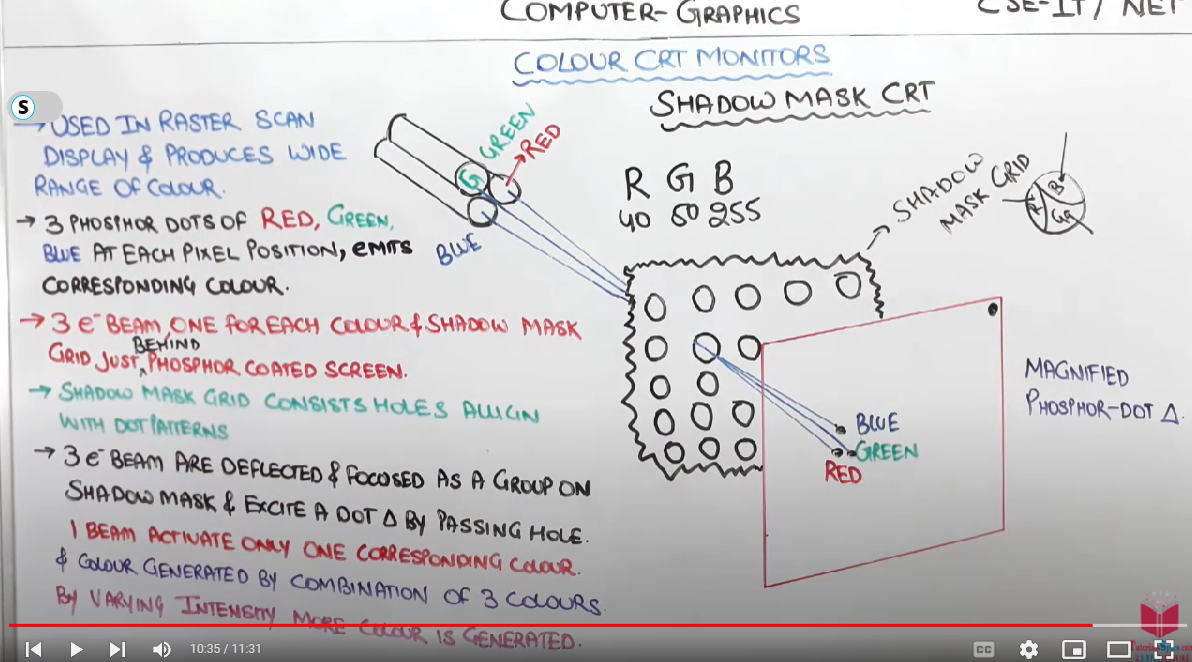 COMPUTER-GRAPHICS
CSE-IT / NET
COLOUR CRT MONITORS
SHADOW MASK CRT
S
→ USED IN RASTER SCAN
DISPLAY & PRODUCES WIDE
RANGE OF COLOUR.
→ 3 PHOSPHOR DOTS OF RED, GREEN,
BLUE AT EACH PIXEL POSITION, EMITS
CORRESPONDING COLOUR.
→ 3 e⁻ BEAM, ONE FOR EACH COLOUR & SHADOW MASK
GRID JUST BEHIND PHOSPHOR COATED SCREEN.
→ SHADOW MASK GRID CONSISTS HOLES ALLIGN
WITH DOT PATTERNS
→ 3 e⁻ BEAM ARE DEFLECTED & FOCUSED AS A GROUP ON
SHADOW MASK & EXCITE A DOT Δ BY PASSING HOLE.
1 BEAM ACTIVATE ONLY ONE CORRESPONDING COLOUR.
& COLOUR GENERATED BY COMBINATION OF 3 COLOURS.
BY VARYING INTENSITY MORE COLOUR IS GENERATED.
GREEN
RED
G
BLUE
R G B
40 50 255
SHADOW
MASK GRID
B
R
G
BLUE
GREEN
RED
MAGNIFIED
PHOSPHOR-DOT Δ.
10:35 / 11:31
CC